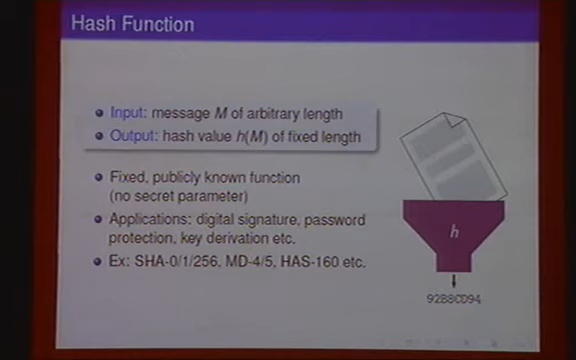 Hash Function
Input: message M of arbitrary length
Output: hash value h(M) of fixed length
Fixed, publicly known function
(no secret parameter)
Applications: digital signature, password
protection, key derivation etc.
Ex: SHA-0/1/256, MD-4/5, HAS-160 etc.
h
92B8CD94